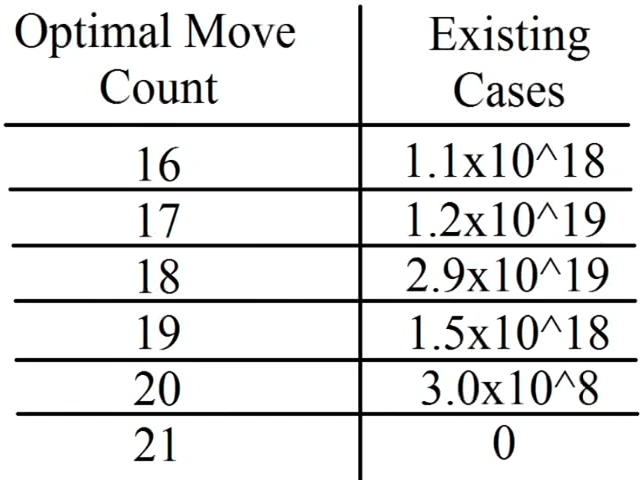 Optimal Move Count Existing Cases
16 1.1x10^18
17 1.2x10^19
18 2.9x10^19
19 1.5x10^18
20 3.0x10^8
21 0